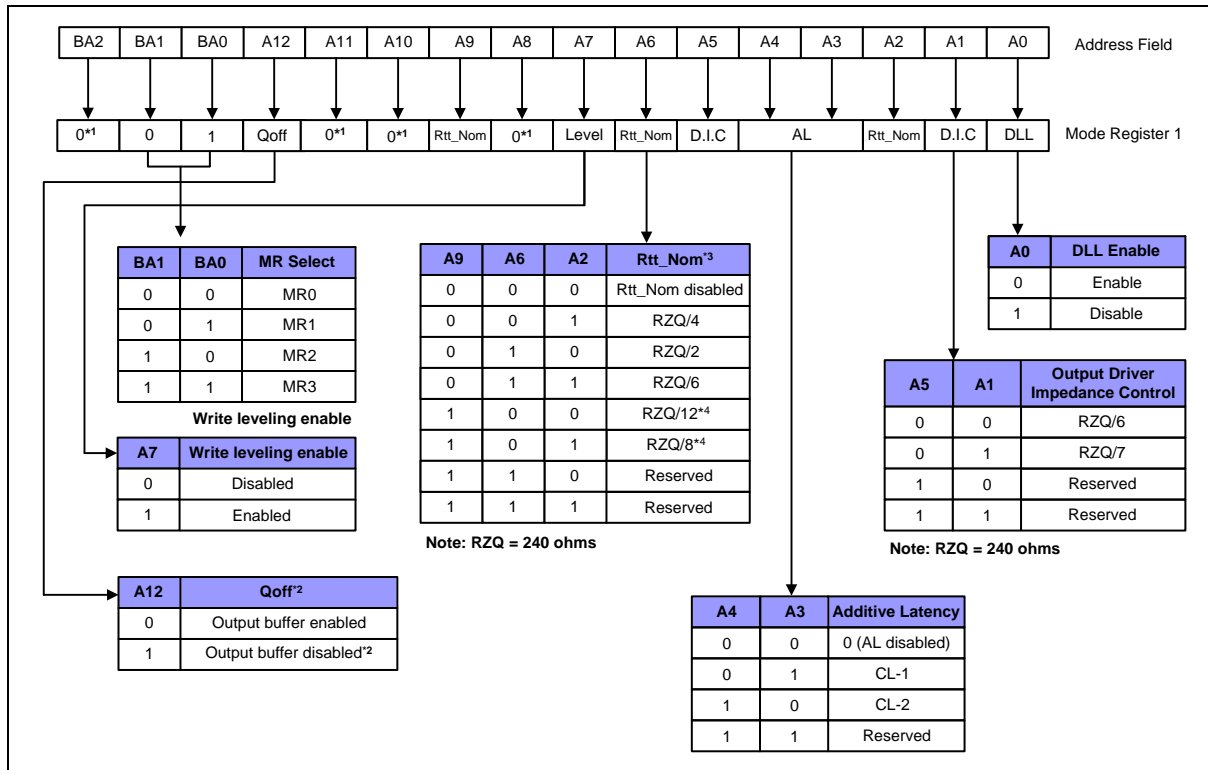 BA2 BA1 BA0 A12 A11 A10 A9 A8 A7 A6 A5 A4 A3 A2 A1 A0 Address Field
0*1 0 1 Qoff 0*1 0*1 Rtt_Nom 0*1 Level Rtt_Nom D.I.C AL Rtt_Nom D.I.C DLL Mode Register 1
BA1 BA0 MR Select
0 0 MR0
0 1 MR1
1 0 MR2
1 1 MR3
Write leveling enable
A7 Write leveling enable
0 Disabled
1 Enabled
A12 Qoff*2
0 Output buffer enabled
1 Output buffer disabled*2
A9 A6 A2 Rtt_Nom*3
0 0 0 Rtt_Nom disabled
0 0 1 RZQ/4
0 1 0 RZQ/2
0 1 1 RZQ/6
1 0 0 RZQ/12*4
1 0 1 RZQ/8*4
1 1 0 Reserved
1 1 1 Reserved
Note: RZQ = 240 ohms
A0 DLL Enable
0 Enable
1 Disable
A5 A1 Output Driver
Impedance Control
0 0 RZQ/6
0 1 RZQ/7
1 0 Reserved
1 1 Reserved
Note: RZQ = 240 ohms
A4 A3 Additive Latency
0 0 0 (AL disabled)
0 1 CL-1
1 0 CL-2
1 1 Reserved